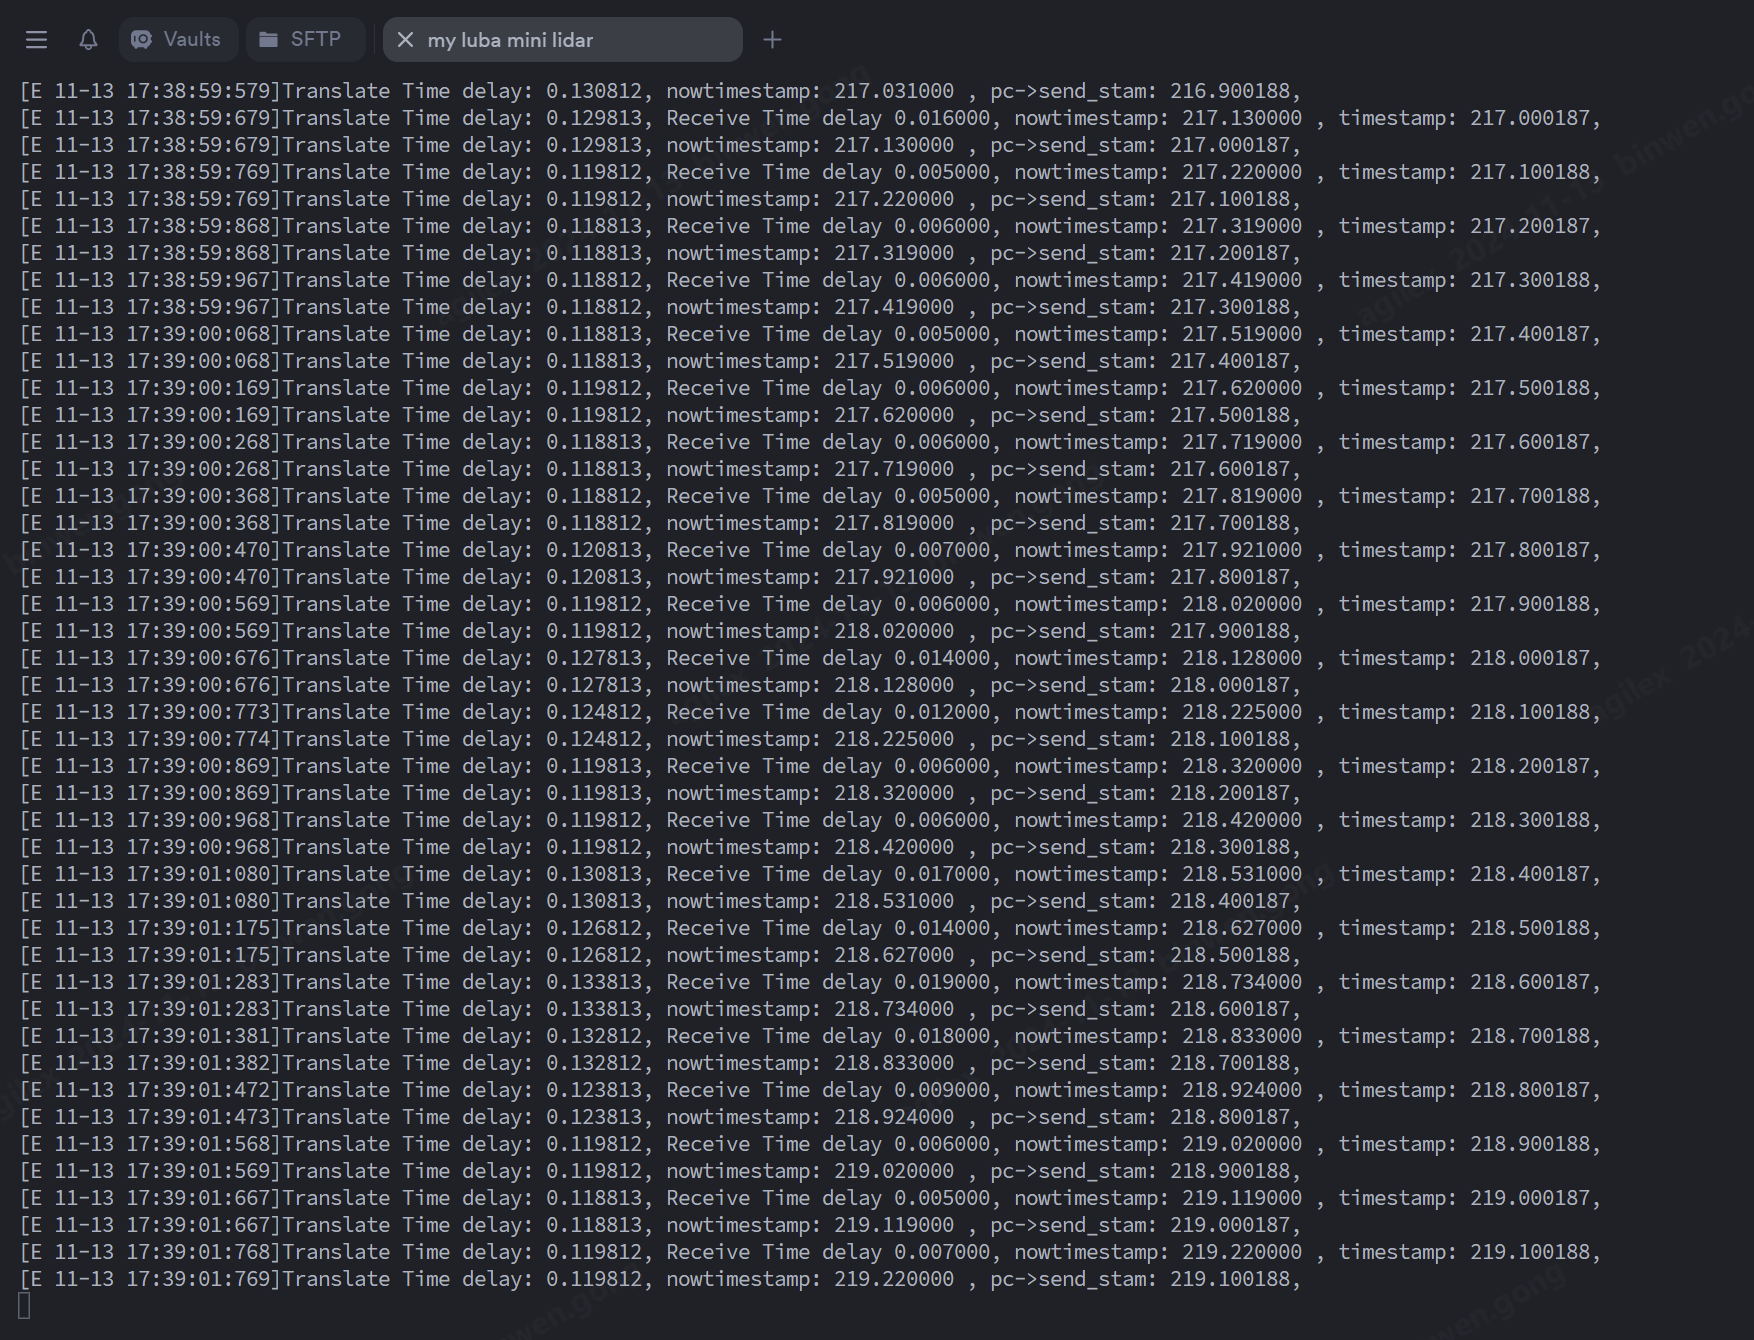 Vaults SFTP my luba mini lidar
[E 11-13 17:38:59:579]Translate Time delay: 0.130812, nowtimestamp: 217.031000 , pc->send_stam: 216.900188,
[E 11-13 17:38:59:679]Translate Time delay: 0.129813, Receive Time delay 0.016000, nowtimestamp: 217.130000 , timestamp: 217.000187,
[E 11-13 17:38:59:679]Translate Time delay: 0.129813, nowtimestamp: 217.130000 , pc->send_stam: 217.000187,
[E 11-13 17:38:59:769]Translate Time delay: 0.119812, Receive Time delay 0.005000, nowtimestamp: 217.220000 , timestamp: 217.100188,
[E 11-13 17:38:59:769]Translate Time delay: 0.119812, nowtimestamp: 217.220000 , pc->send_stam: 217.100188,
[E 11-13 17:38:59:868]Translate Time delay: 0.118813, Receive Time delay 0.006000, nowtimestamp: 217.319000 , timestamp: 217.200187,
[E 11-13 17:38:59:868]Translate Time delay: 0.118813, nowtimestamp: 217.319000 , pc->send_stam: 217.200187,
[E 11-13 17:38:59:967]Translate Time delay: 0.118812, Receive Time delay 0.006000, nowtimestamp: 217.419000 , timestamp: 217.300188,
[E 11-13 17:38:59:967]Translate Time delay: 0.118812, nowtimestamp: 217.419000 , pc->send_stam: 217.300188,
[E 11-13 17:39:00:068]Translate Time delay: 0.118813, Receive Time delay 0.005000, nowtimestamp: 217.519000 , timestamp: 217.400187,
[E 11-13 17:39:00:068]Translate Time delay: 0.118813, nowtimestamp: 217.519000 , pc->send_stam: 217.400187,
[E 11-13 17:39:00:169]Translate Time delay: 0.119812, Receive Time delay 0.006000, nowtimestamp: 217.620000 , timestamp: 217.500188,
[E 11-13 17:39:00:169]Translate Time delay: 0.119812, nowtimestamp: 217.620000 , pc->send_stam: 217.500188,
[E 11-13 17:39:00:268]Translate Time delay: 0.118813, Receive Time delay 0.006000, nowtimestamp: 217.719000 , timestamp: 217.600187,
[E 11-13 17:39:00:268]Translate Time delay: 0.118813, nowtimestamp: 217.719000 , pc->send_stam: 217.600187,
[E 11-13 17:39:00:368]Translate Time delay: 0.118812, Receive Time delay 0.005000, nowtimestamp: 217.819000 , timestamp: 217.700188,
[E 11-13 17:39:00:368]Translate Time delay: 0.118812, nowtimestamp: 217.819000 , pc->send_stam: 217.700188,
[E 11-13 17:39:00:470]Translate Time delay: 0.120813, Receive Time delay 0.007000, nowtimestamp: 217.921000 , timestamp: 217.800187,
[E 11-13 17:39:00:470]Translate Time delay: 0.120813, nowtimestamp: 217.921000 , pc->send_stam: 217.800187,
[E 11-13 17:39:00:569]Translate Time delay: 0.119812, Receive Time delay 0.006000, nowtimestamp: 218.020000 , timestamp: 217.900188,
[E 11-13 17:39:00:569]Translate Time delay: 0.119812, nowtimestamp: 218.020000 , pc->send_stam: 217.900188,
[E 11-13 17:39:00:676]Translate Time delay: 0.127813, Receive Time delay 0.014000, nowtimestamp: 218.128000 , timestamp: 218.000187,
[E 11-13 17:39:00:676]Translate Time delay: 0.127813, nowtimestamp: 218.128000 , pc->send_stam: 218.000187,
[E 11-13 17:39:00:773]Translate Time delay: 0.124812, Receive Time delay 0.012000, nowtimestamp: 218.225000 , timestamp: 218.100188,
[E 11-13 17:39:00:774]Translate Time delay: 0.124812, nowtimestamp: 218.225000 , pc->send_stam: 218.100188,
[E 11-13 17:39:00:869]Translate Time delay: 0.119813, Receive Time delay 0.006000, nowtimestamp: 218.320000 , timestamp: 218.200187,
[E 11-13 17:39:00:869]Translate Time delay: 0.119813, nowtimestamp: 218.320000 , pc->send_stam: 218.200187,
[E 11-13 17:39:00:968]Translate Time delay: 0.119812, Receive Time delay 0.006000, nowtimestamp: 218.420000 , timestamp: 218.300188,
[E 11-13 17:39:00:968]Translate Time delay: 0.119812, nowtimestamp: 218.420000 , pc->send_stam: 218.300188,
[E 11-13 17:39:01:080]Translate Time delay: 0.130813, Receive Time delay 0.017000, nowtimestamp: 218.531000 , timestamp: 218.400187,
[E 11-13 17:39:01:080]Translate Time delay: 0.130813, nowtimestamp: 218.531000 , pc->send_stam: 218.400187,
[E 11-13 17:39:01:175]Translate Time delay: 0.126812, Receive Time delay 0.014000, nowtimestamp: 218.627000 , timestamp: 218.500188,
[E 11-13 17:39:01:175]Translate Time delay: 0.126812, nowtimestamp: 218.627000 , pc->send_stam: 218.500188,
[E 11-13 17:39:01:283]Translate Time delay: 0.133813, Receive Time delay 0.019000, nowtimestamp: 218.734000 , timestamp: 218.600187,
[E 11-13 17:39:01:283]Translate Time delay: 0.133813, nowtimestamp: 218.734000 , pc->send_stam: 218.600187,
[E 11-13 17:39:01:381]Translate Time delay: 0.132812, Receive Time delay 0.018000, nowtimestamp: 218.833000 , timestamp: 218.700188,
[E 11-13 17:39:01:382]Translate Time delay: 0.132812, nowtimestamp: 218.833000 , pc->send_stam: 218.700188,
[E 11-13 17:39:01:472]Translate Time delay: 0.123813, Receive Time delay 0.009000, nowtimestamp: 218.924000 , timestamp: 218.800187,
[E 11-13 17:39:01:473]Translate Time delay: 0.123813, nowtimestamp: 218.924000 , pc->send_stam: 218.800187,
[E 11-13 17:39:01:568]Translate Time delay: 0.119812, Receive Time delay 0.006000, nowtimestamp: 219.020000 , timestamp: 218.900188,
[E 11-13 17:39:01:569]Translate Time delay: 0.119812, nowtimestamp: 219.020000 , pc->send_stam: 218.900188,
[E 11-13 17:39:01:667]Translate Time delay: 0.118813, Receive Time delay 0.005000, nowtimestamp: 219.119000 , timestamp: 219.000187,
[E 11-13 17:39:01:667]Translate Time delay: 0.118813, nowtimestamp: 219.119000 , pc->send_stam: 219.000187,
[E 11-13 17:39:01:768]Translate Time delay: 0.119812, Receive Time delay 0.007000, nowtimestamp: 219.220000 , timestamp: 219.100188,
[E 11-13 17:39:01:769]Translate Time delay: 0.119812, nowtimestamp: 219.220000 , pc->send_stam: 219.100188,